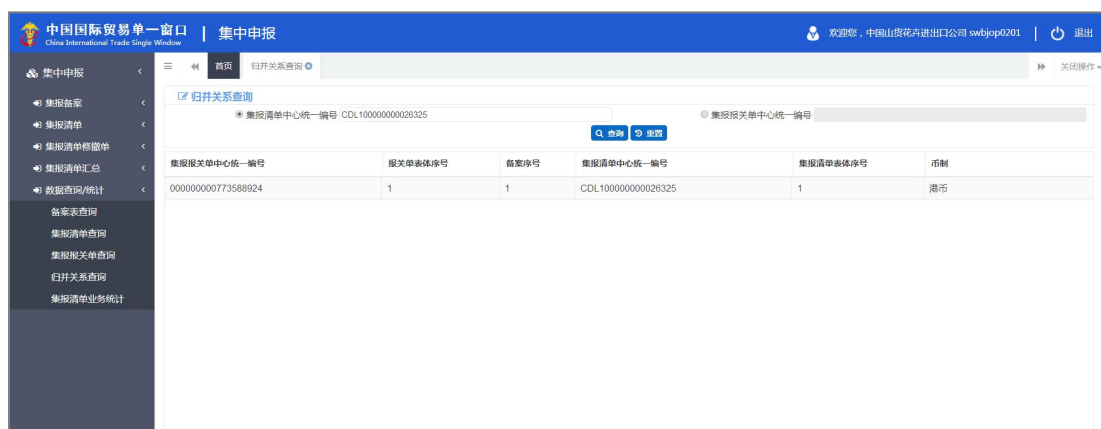 中国国际贸易单一窗口 | 集中申报
China International Trade Single Window
欢迎您，中国山货花卉进出口公司 swbjop0201 | 退出
集中申报
首页 归并关系查询 关闭操作
集报备案
集报清单
集报清单修撤单
集报清单汇总
数据查询/统计
备案表查询
集报清单查询
集报报关单查询
归并关系查询
集报清单业务统计
归并关系查询
集报清单中心统一编号 CDL100000000026325 集报报关单中心统一编号
查询 重置
集报报关单中心统一编号 报关单表体序号 备案序号 集报清单中心统一编号 集报清单表体序号 币制
000000000773588924 1 1 CDL100000000026325 1 港币